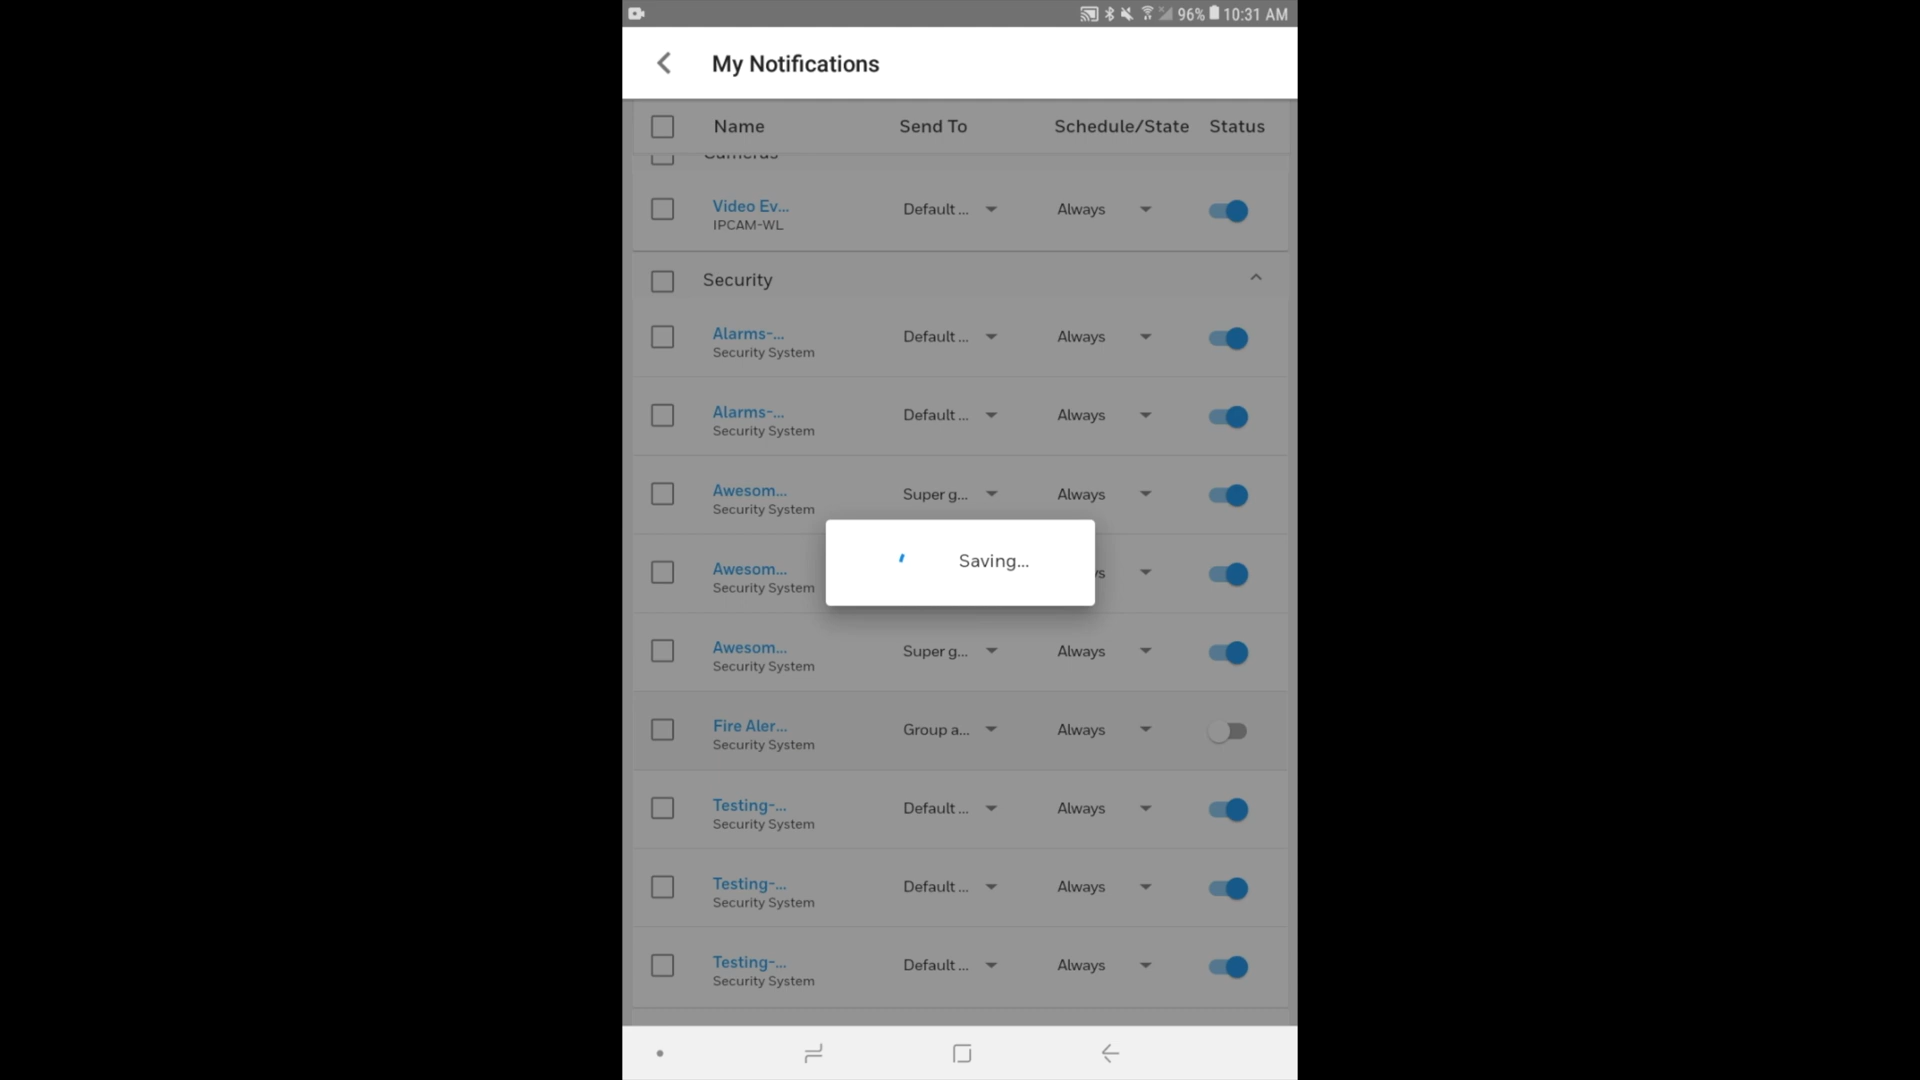 96% 10:31 AM
My Notifications
Name Send To Schedule/State Status
Cameras
Video Ev... Default ... Always
IPCAM-WL
Security
Alarms-... Default ... Always
Security System
Alarms-... Default ... Always
Security System
Awesom... Super g... Always
Security System
Saving...
Awesom... ys
Security System
Awesom... Super g... Always
Security System
Fire Aler... Group a... Always
Security System
Testing-... Default ... Always
Security System
Testing-... Default ... Always
Security System
Testing-... Default ... Always
Security System